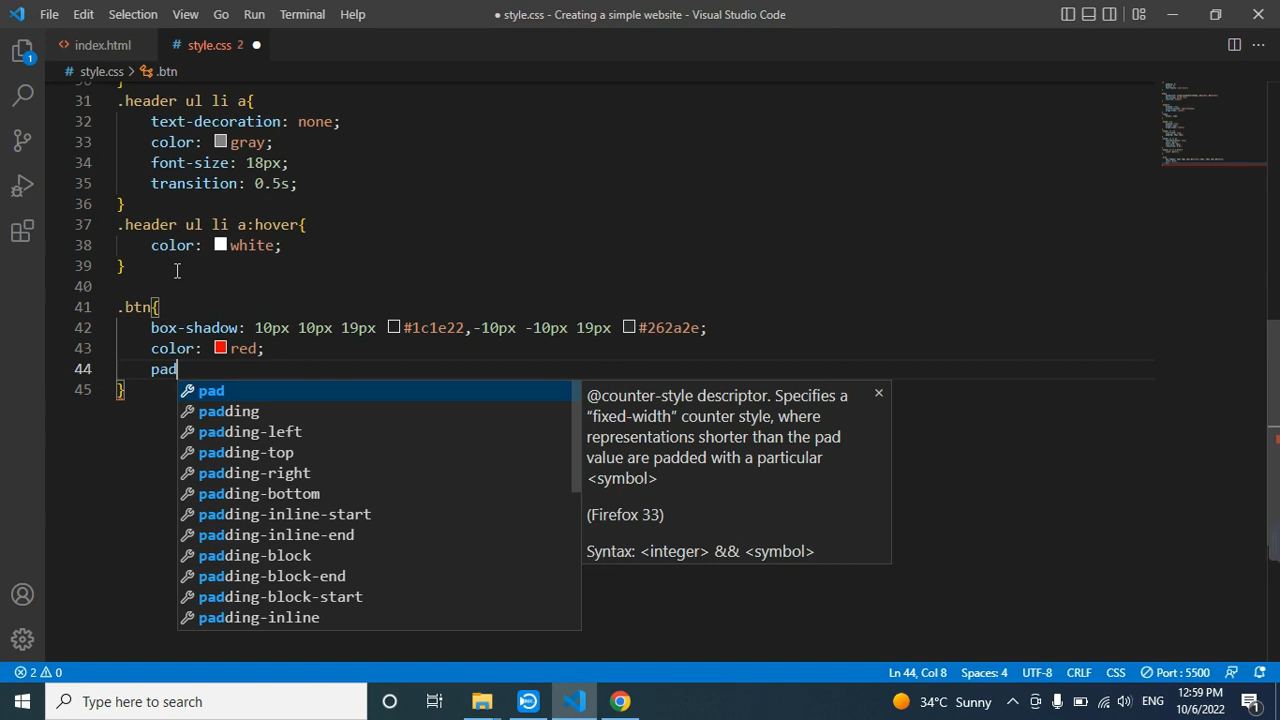 File Edit Selection View Go Run Terminal Help
● style.css - Creating a simple website - Visual Studio Code
index.html
# style.css 2 ●
# style.css > .btn
31 .header ul li a{
32 text-decoration: none;
33 color: gray;
34 font-size: 18px;
35 transition: 0.5s;
36 }
37 .header ul li a:hover{
38 color: white;
39 }
40
41 .btn{
42 box-shadow: 10px 10px 19px #1c1e22,-10px -10px 19px #262a2e;
43 color: red;
44 pad
45 }
pad
padding
padding-left
padding-top
padding-right
padding-bottom
padding-inline-start
padding-inline-end
padding-block
padding-block-end
padding-block-start
padding-inline
@counter-style descriptor. Specifies a
“fixed-width” counter style, where
representations shorter than the pad
value are padded with a particular
<symbol>
(Firefox 33)
Syntax: <integer> && <symbol>
1
2 0
Ln 44, Col 8 Spaces: 4 UTF-8 CRLF CSS Port : 5500
Type here to search
34°C Sunny
ENG
12:59 PM
10/6/2022
1